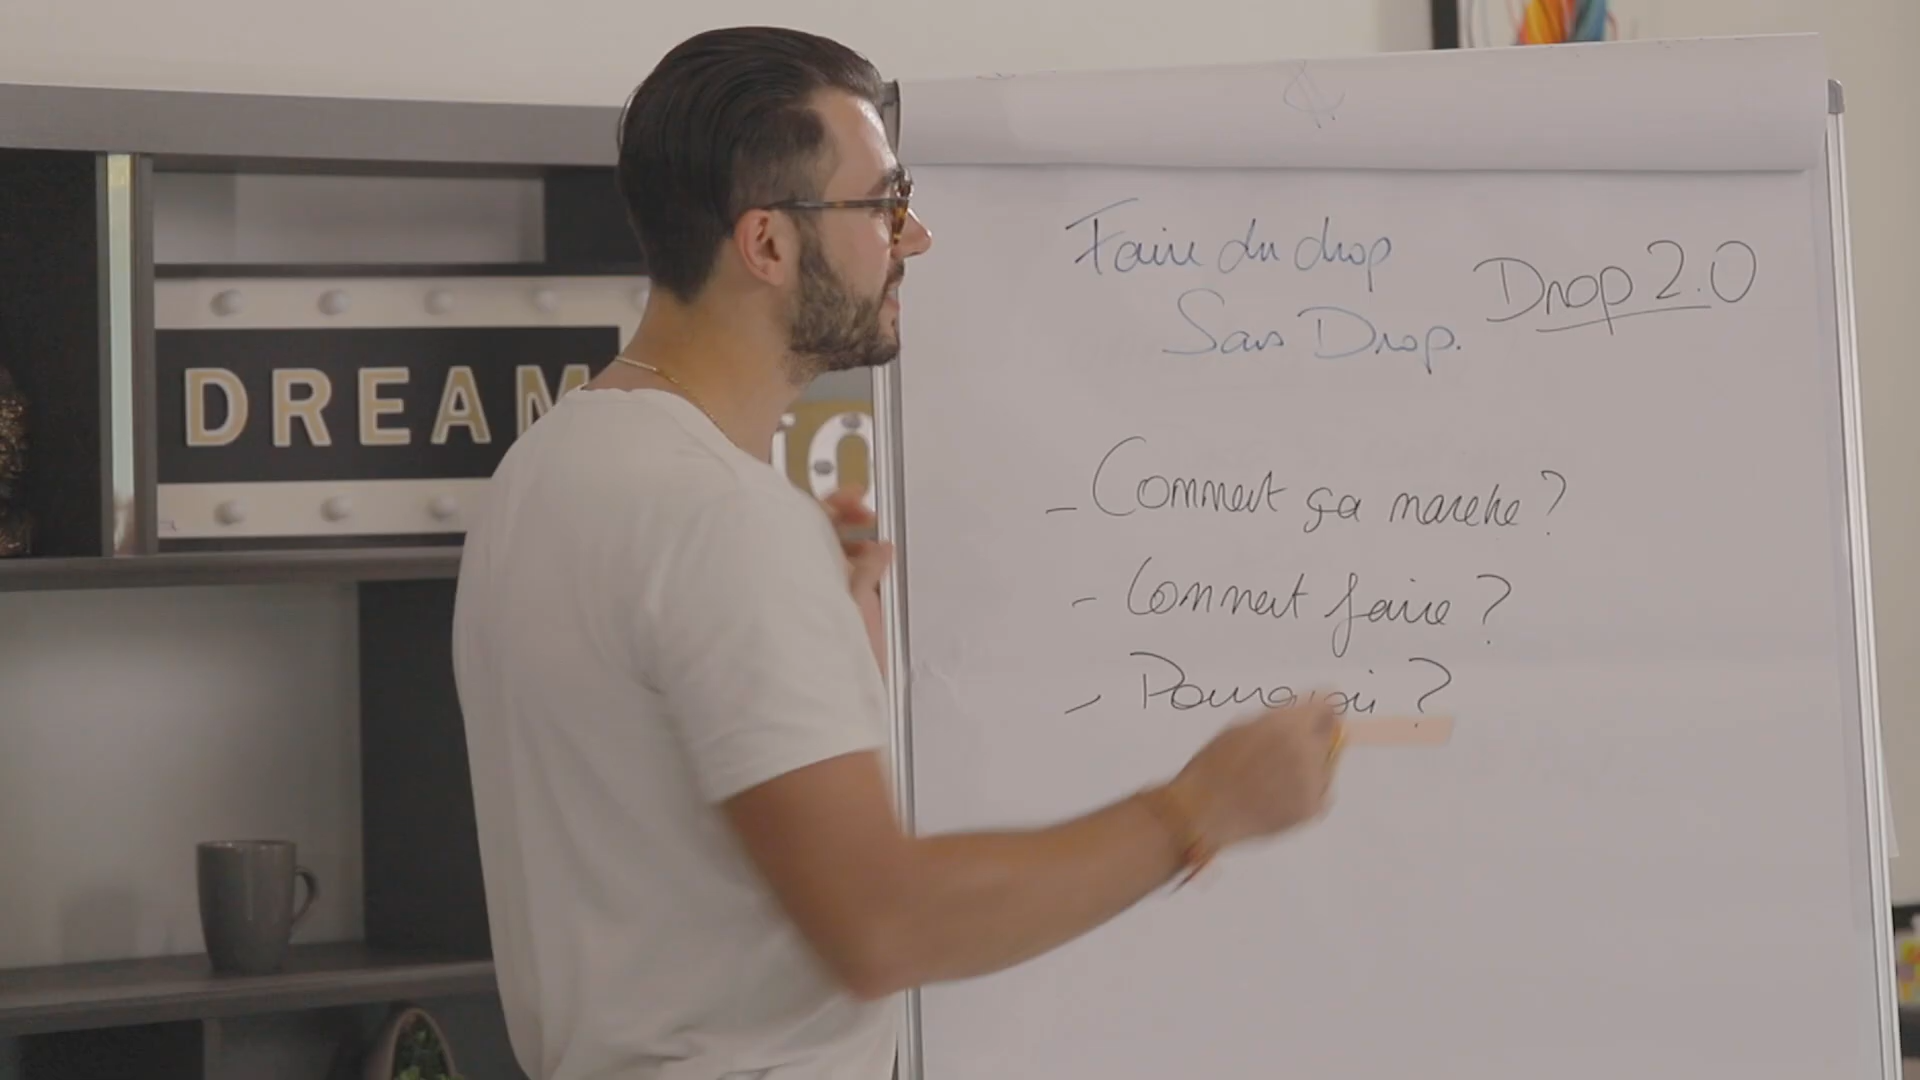 DREAM
Faire du drop
Sans Drop.
Drop 2.0
- Comment ça marche ?
- Comment faire ?
- Pourquoi ?